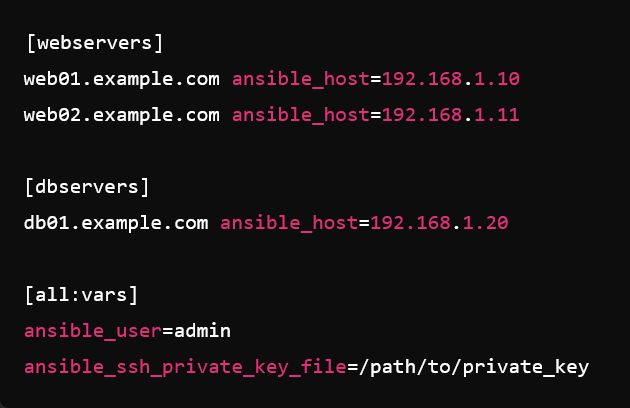 [webservers]
web01.example.com ansible_host=192.168.1.10
web02.example.com ansible_host=192.168.1.11
[dbservers]
db01.example.com ansible_host=192.168.1.20
[all:vars]
ansible_user=admin
ansible_ssh_private_key_file=/path/to/private_key